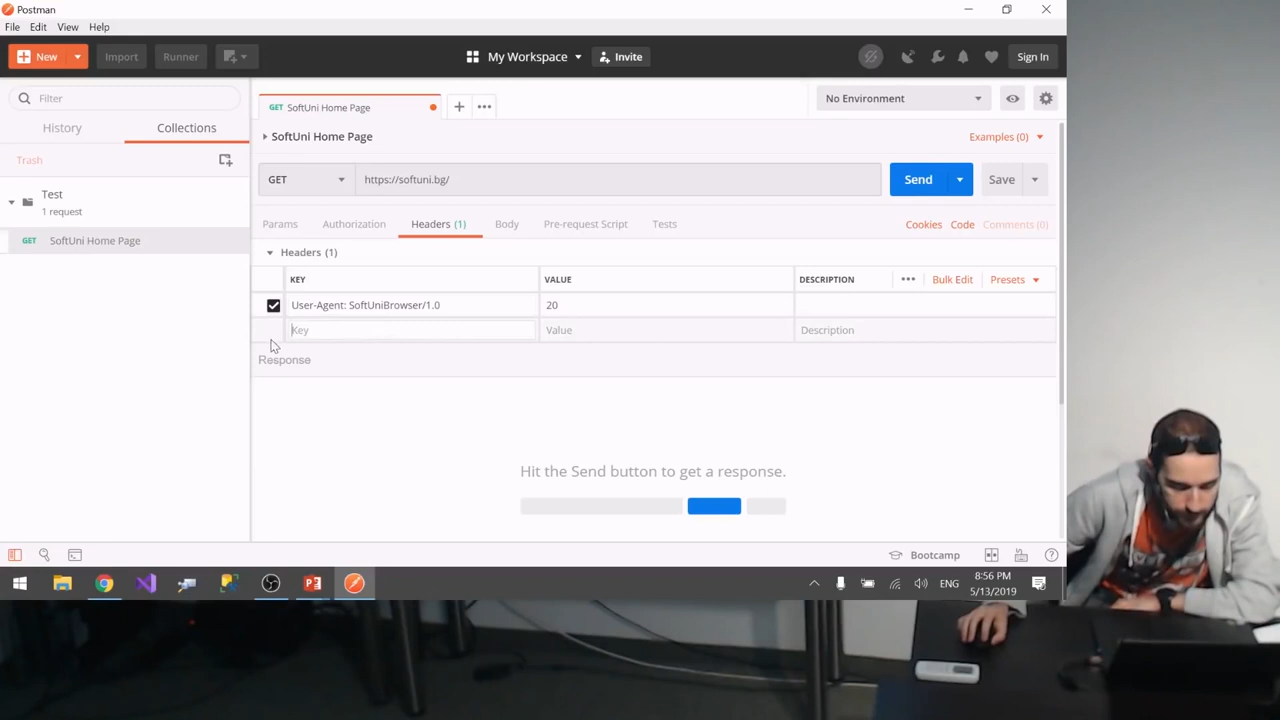 Postman
File Edit View Help
New Import Runner My Workspace Invite Sign In
Filter
History Collections
Trash
Test
1 request
GET SoftUni Home Page
GET SoftUni Home Page
No Environment
SoftUni Home Page
Examples (0)
GET https://softuni.bg/ Send Save
Params Authorization Headers (1) Body Pre-request Script Tests Cookies Code Comments (0)
Headers (1)
KEY VALUE DESCRIPTION Bulk Edit Presets
User-Agent: SoftUniBrowser/1.0 20
Key Value Description
Response
Hit the Send button to get a response.
Bootcamp
ENG
8:56 PM
5/13/2019